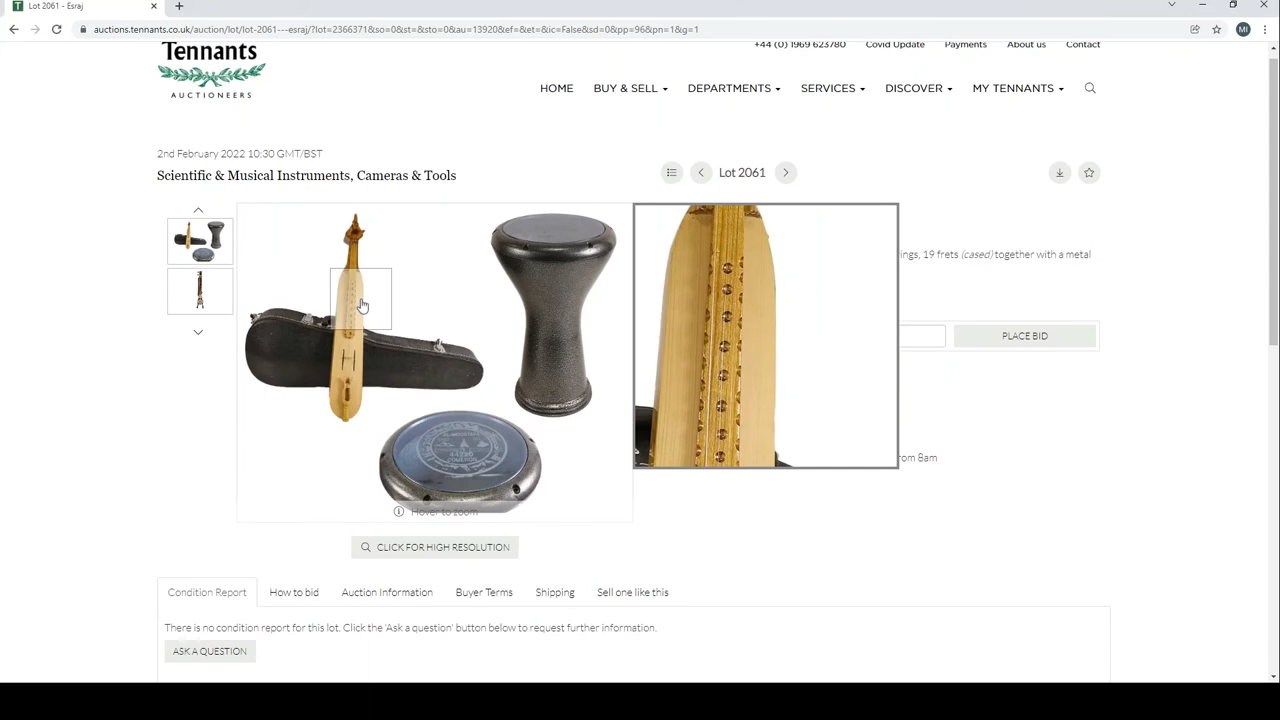 Lot 2061 - Esraj
auctions.tennants.co.uk/auction/lot/lot-2061---esraj/?lot=2366371&so=0&st=&sto=0&au=13920&ef=&et=&ic=False&sd=0&pp=96&pn=1&g=1
MI
Tennants
AUCTIONEERS
+44 (0) 1969 623780 Covid Update Payments About us Contact
HOME BUY & SELL DEPARTMENTS SERVICES DISCOVER MY TENNANTS
2nd February 2022 10:30 GMT/BST
Scientific & Musical Instruments, Cameras & Tools
Lot 2061
ings, 19 frets (cased) together with a metal
PLACE BID
rom 8am
44730
Hover to zoom
CLICK FOR HIGH RESOLUTION
Condition Report How to bid Auction Information Buyer Terms Shipping Sell one like this
There is no condition report for this lot. Click the 'Ask a question' button below to request further information.
ASK A QUESTION